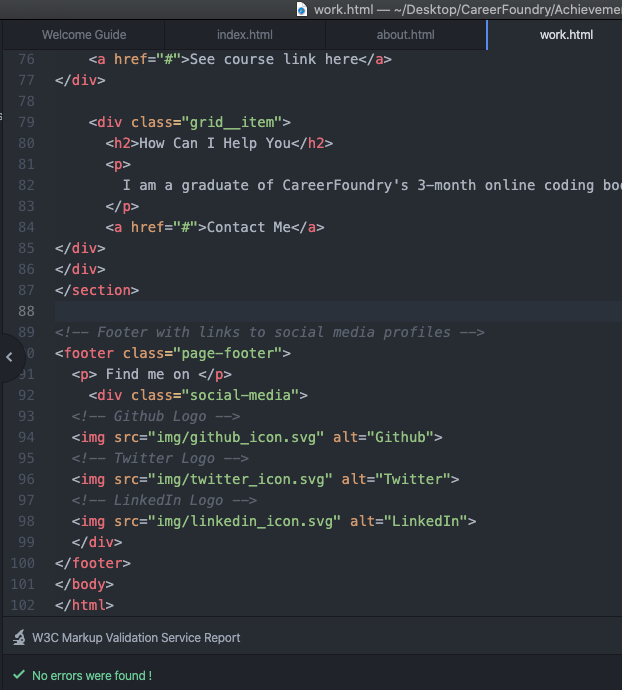 work.html — ~/Desktop/CareerFoundry/Achieveme
Welcome Guide index.html about.html work.html
76 <a href="#">See course link here</a>
77 </div>
78
79 <div class="grid__item">
80 <h2>How Can I Help You</h2>
81 <p>
82 I am a graduate of CareerFoundry's 3-month online coding boo
83 </p>
84 <a href="#">Contact Me</a>
85 </div>
86 </div>
87 </section>
88
89 <!-- Footer with links to social media profiles -->
90 <footer class="page-footer">
91 <p> Find me on </p>
92 <div class="social-media">
93 <!-- Github Logo -->
94 <img src="img/github_icon.svg" alt="Github">
95 <!-- Twitter Logo -->
96 <img src="img/twitter_icon.svg" alt="Twitter">
97 <!-- LinkedIn Logo -->
98 <img src="img/linkedin_icon.svg" alt="LinkedIn">
99 </div>
100 </footer>
101 </body>
102 </html>
W3C Markup Validation Service Report
No errors were found !